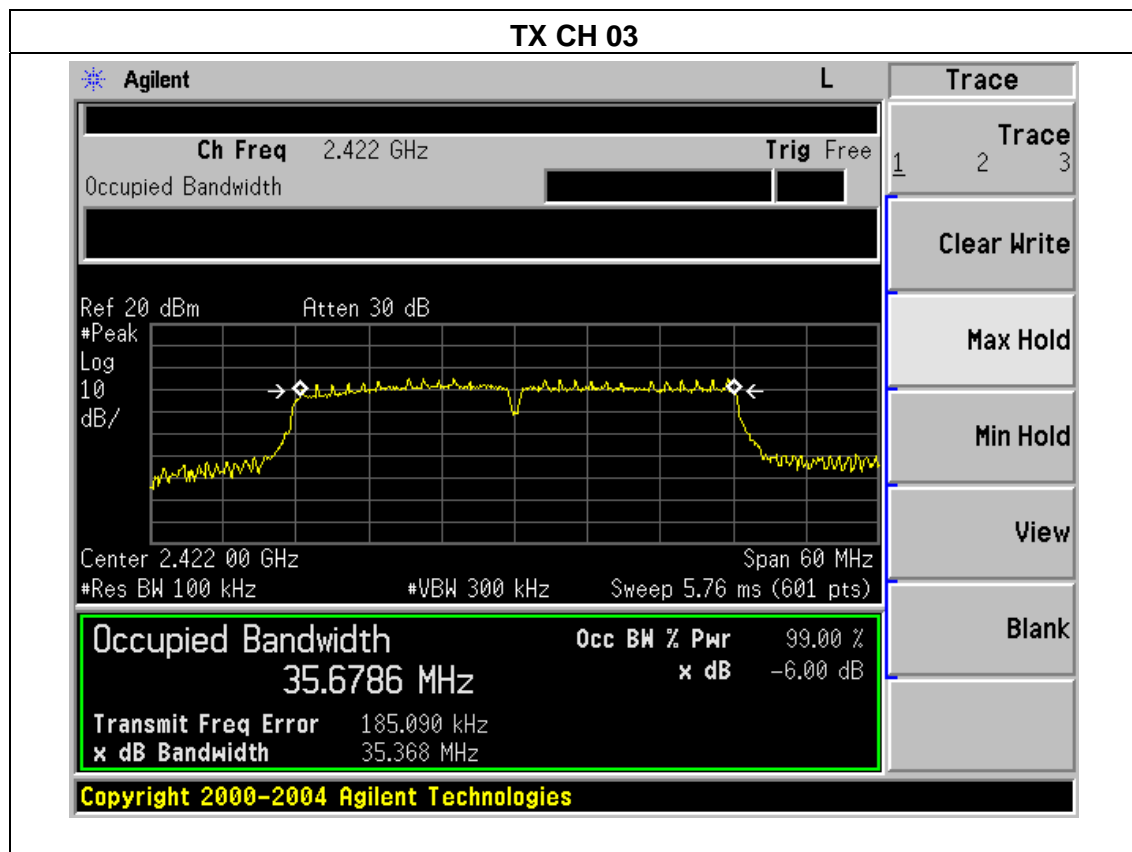 TX CH 03
Agilent L Trace
Ch Freq 2.422 GHz Trig Free
Trace
1 2 3
Occupied Bandwidth
Clear Write
Ref 20 dBm Atten 30 dB
#Peak
Log
10
dB/
Max Hold
Min Hold
View
Center 2.422 00 GHz Span 60 MHz
#Res BW 100 kHz #VBW 300 kHz Sweep 5.76 ms (601 pts)
Blank
Occupied Bandwidth Occ BW % Pwr 99.00 %
35.6786 MHz x dB -6.00 dB
Transmit Freq Error 185.090 kHz
x dB Bandwidth 35.368 MHz
Copyright 2000-2004 Agilent Technologies